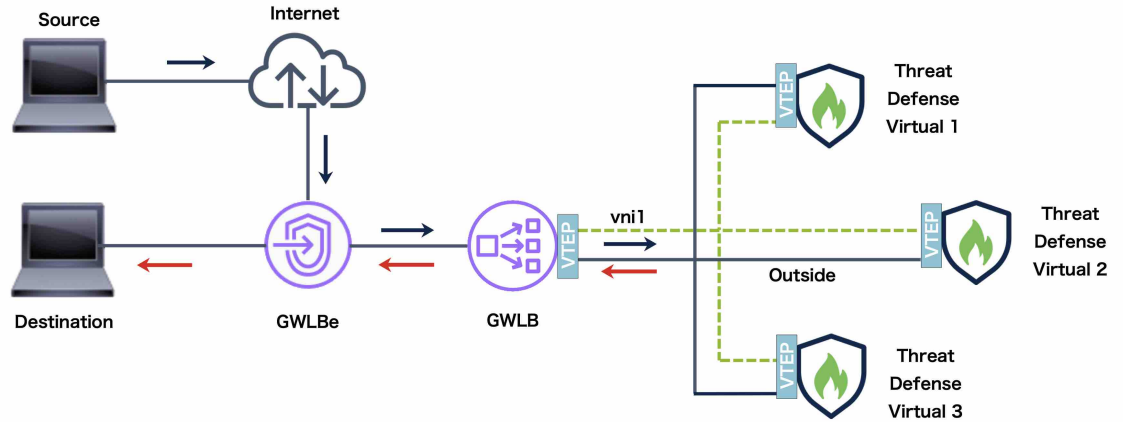 Source
Internet
VTEP
Threat
Defense
Virtual 1
vni1
VTEP
VTEP
Threat
Defense
Virtual 2
Outside
Destination
GWLBe
GWLB
VTEP
Threat
Defense
Virtual 3